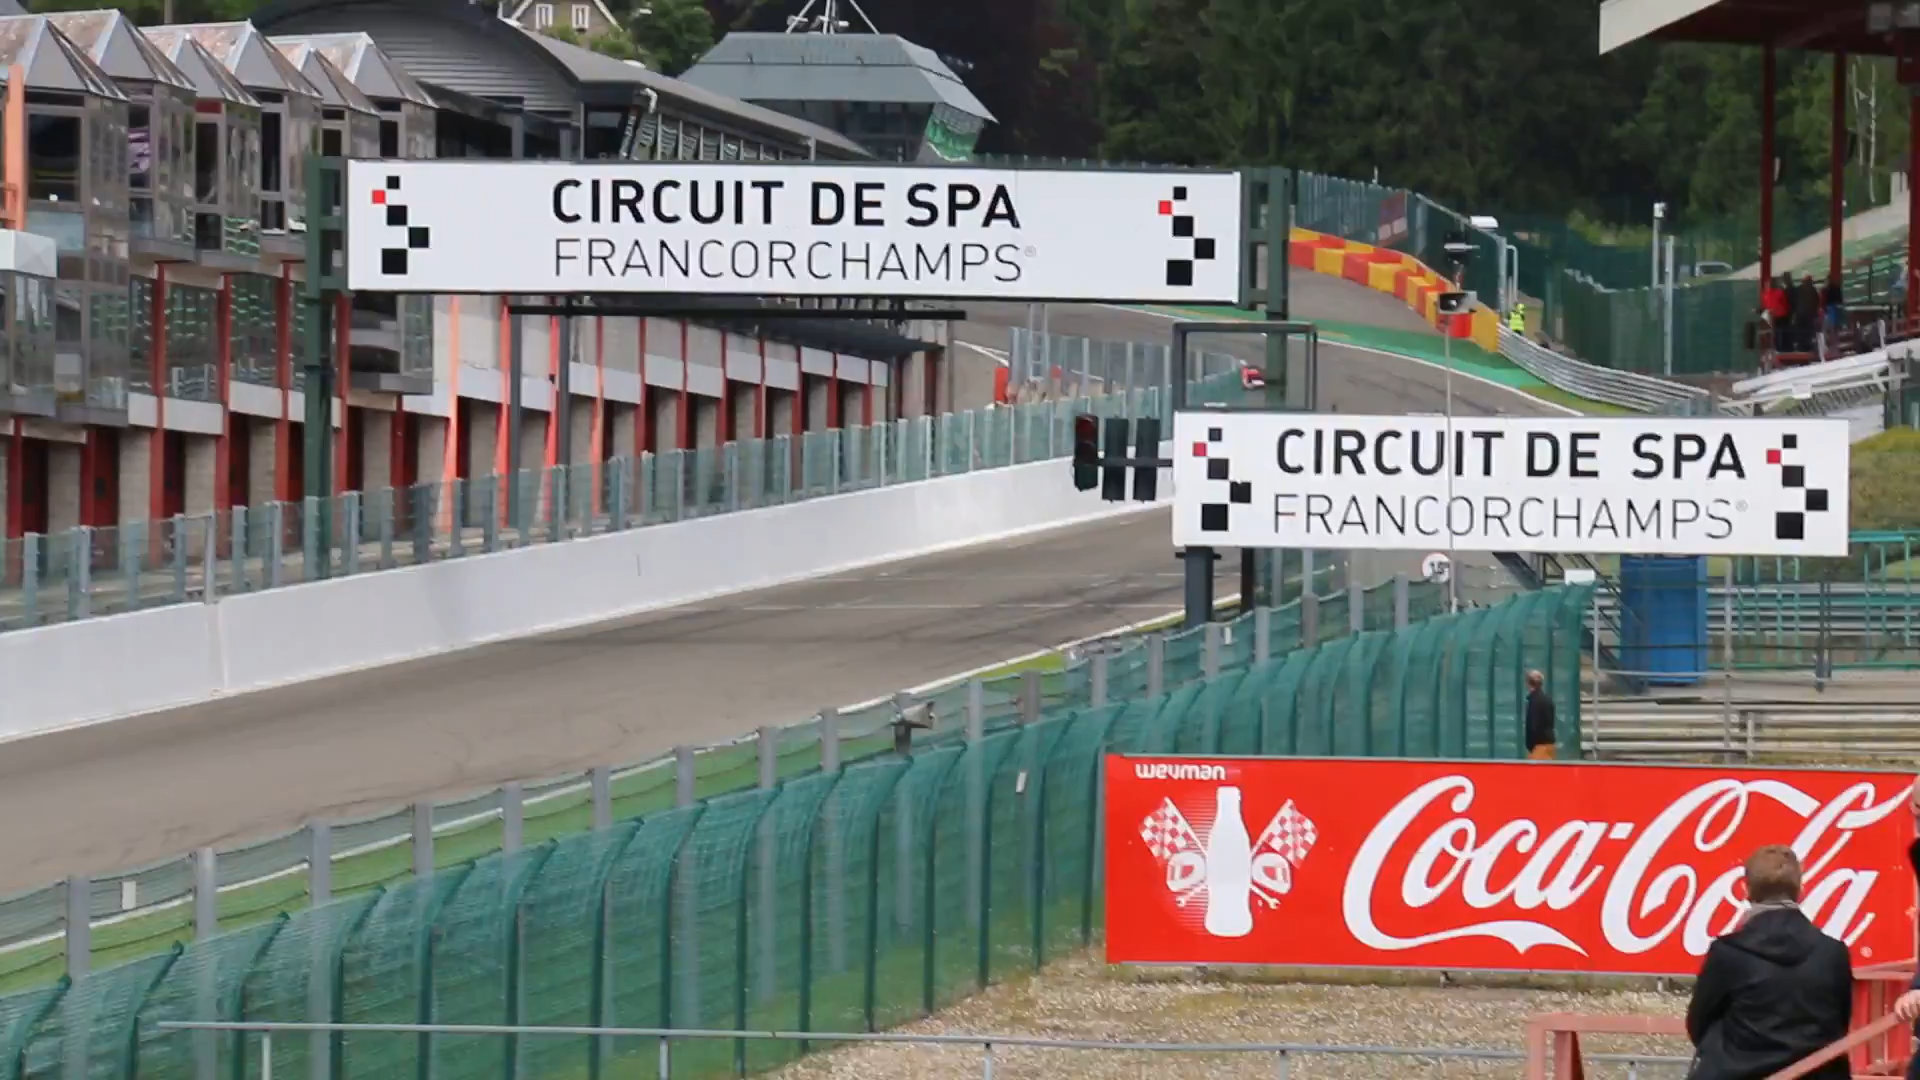 CIRCUIT DE SPA
FRANCORCHAMPS®
CIRCUIT DE SPA
FRANCORCHAMPS®
weyman
Coca-Cola®